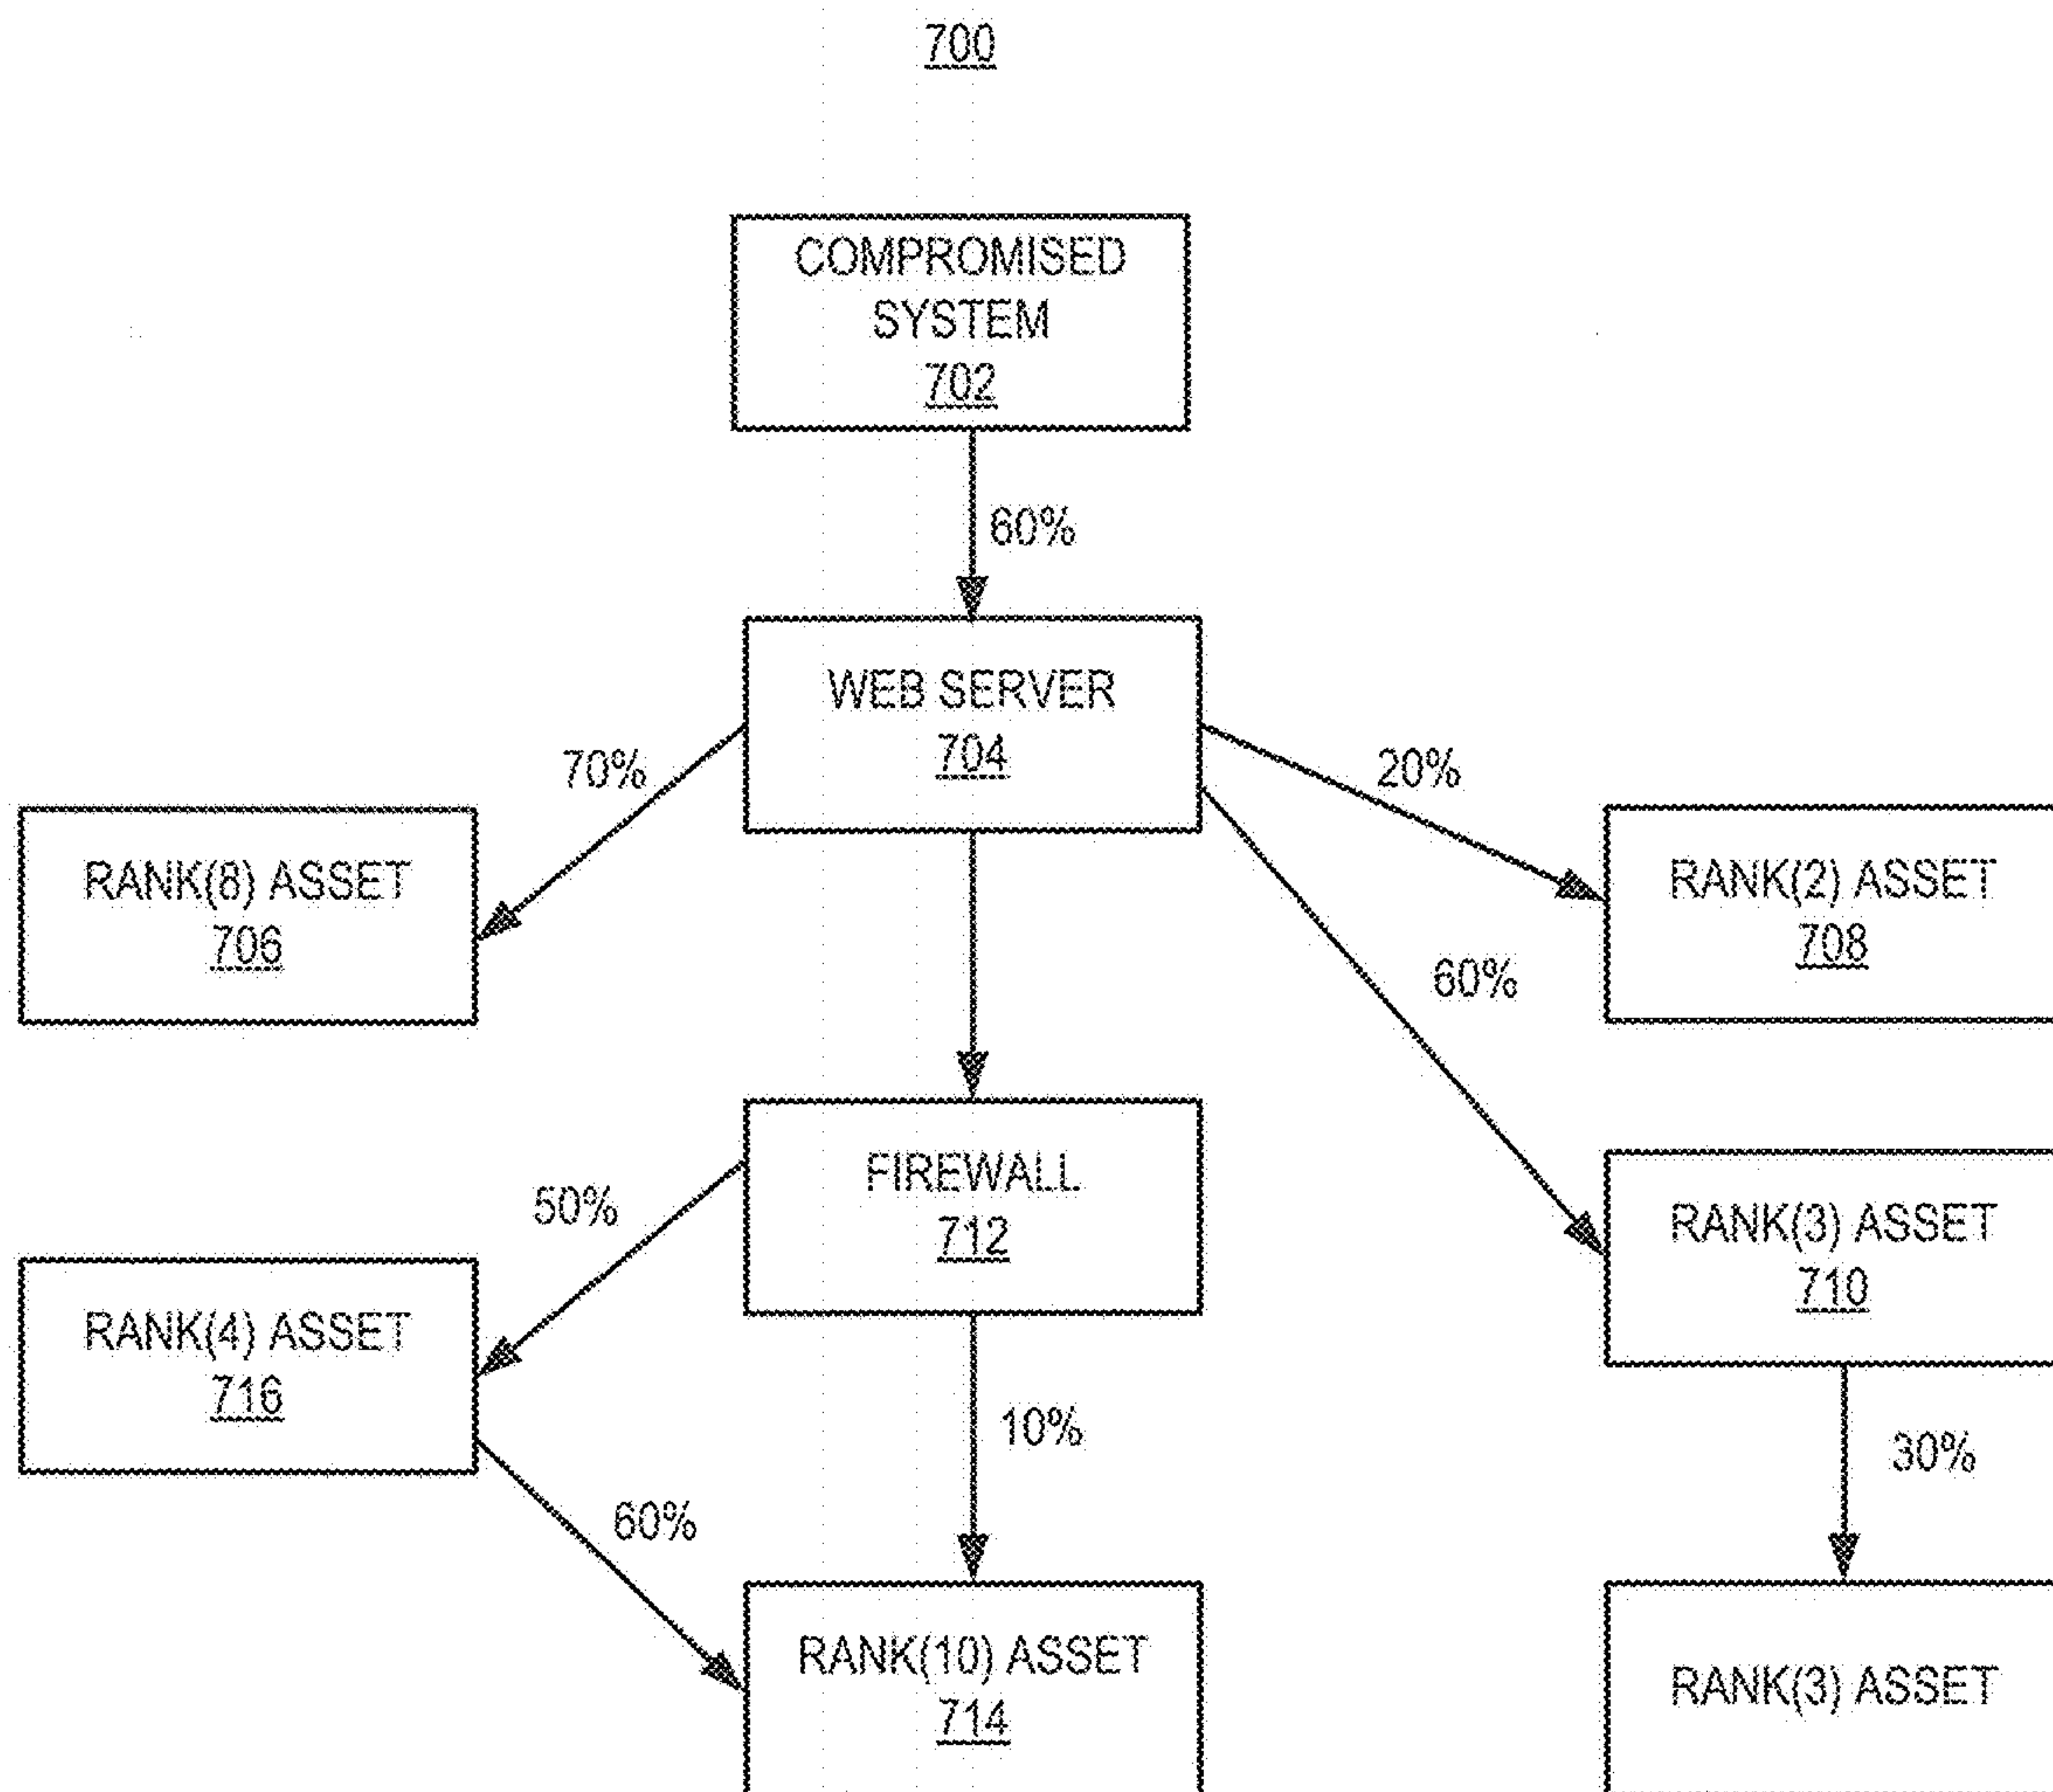 700
COMPROMISED
SYSTEM
702
60%
WEB SERVER
704
70%
20%
RANK(8) ASSET
706
RANK(2) ASSET
708
60%
FIREWALL
712
50%
RANK(3) ASSET
710
RANK(4) ASSET
716
10%
30%
60%
RANK(10) ASSET
714
RANK(3) ASSET